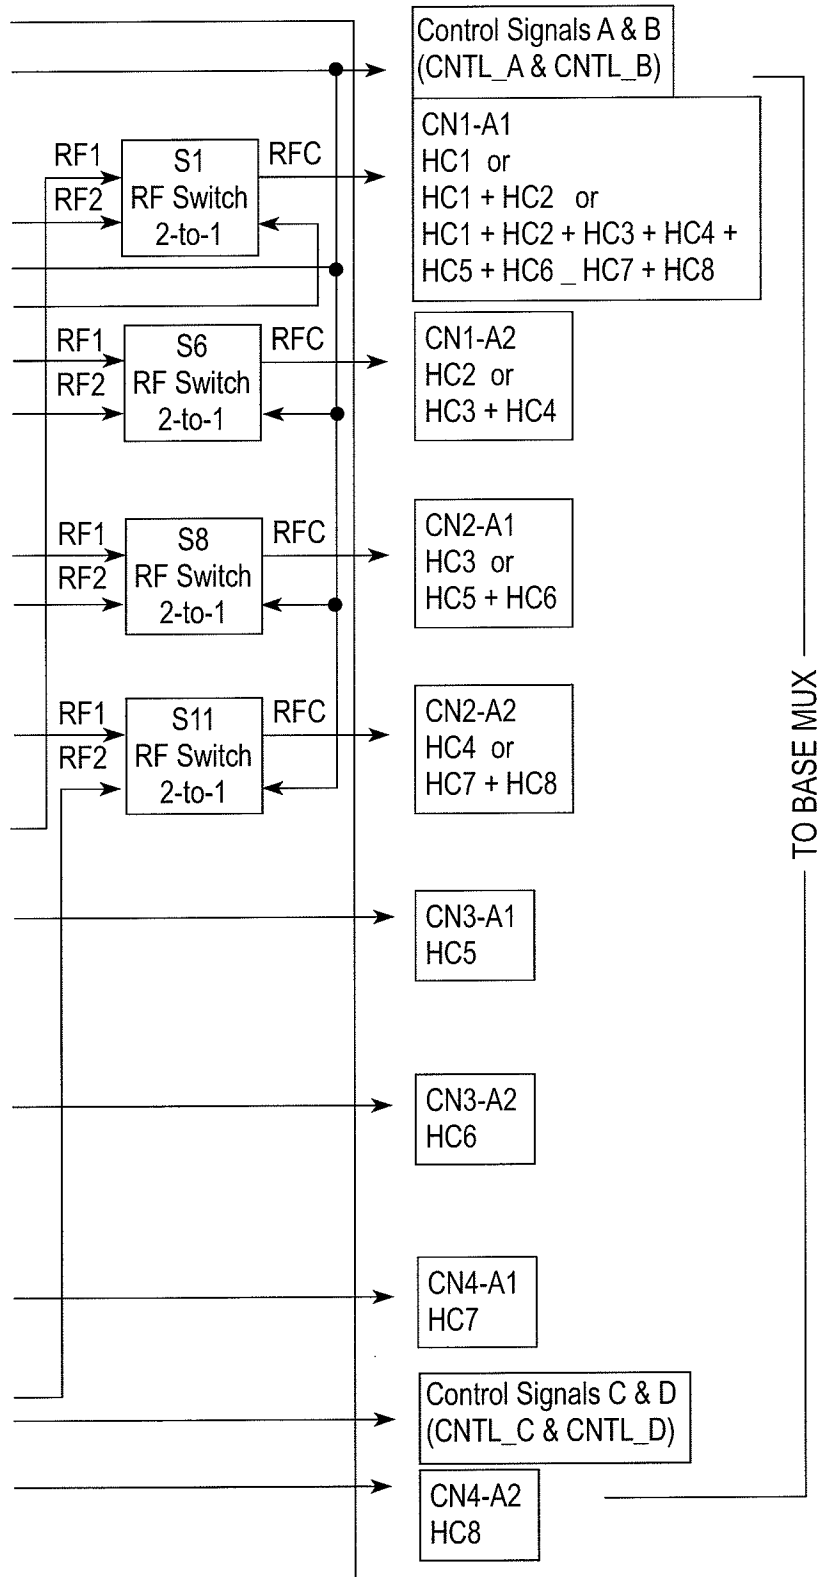 Control Signals A & B
(CNTL_A & CNTL_B)
CN1-A1
HC1 or
HC1 + HC2 or
HC1 + HC2 + HC3 + HC4 +
HC5 + HC6 _ HC7 + HC8
RF1
RF2
S1
RF Switch
2-to-1
RFC
RF1
RF2
S6
RF Switch
2-to-1
RFC
CN1-A2
HC2 or
HC3 + HC4
RF1
RF2
S8
RF Switch
2-to-1
RFC
CN2-A1
HC3 or
HC5 + HC6
RF1
RF2
S11
RF Switch
2-to-1
RFC
CN2-A2
HC4 or
HC7 + HC8
TO BASE MUX
CN3-A1
HC5
CN3-A2
HC6
CN4-A1
HC7
Control Signals C & D
(CNTL_C & CNTL_D)
CN4-A2
HC8